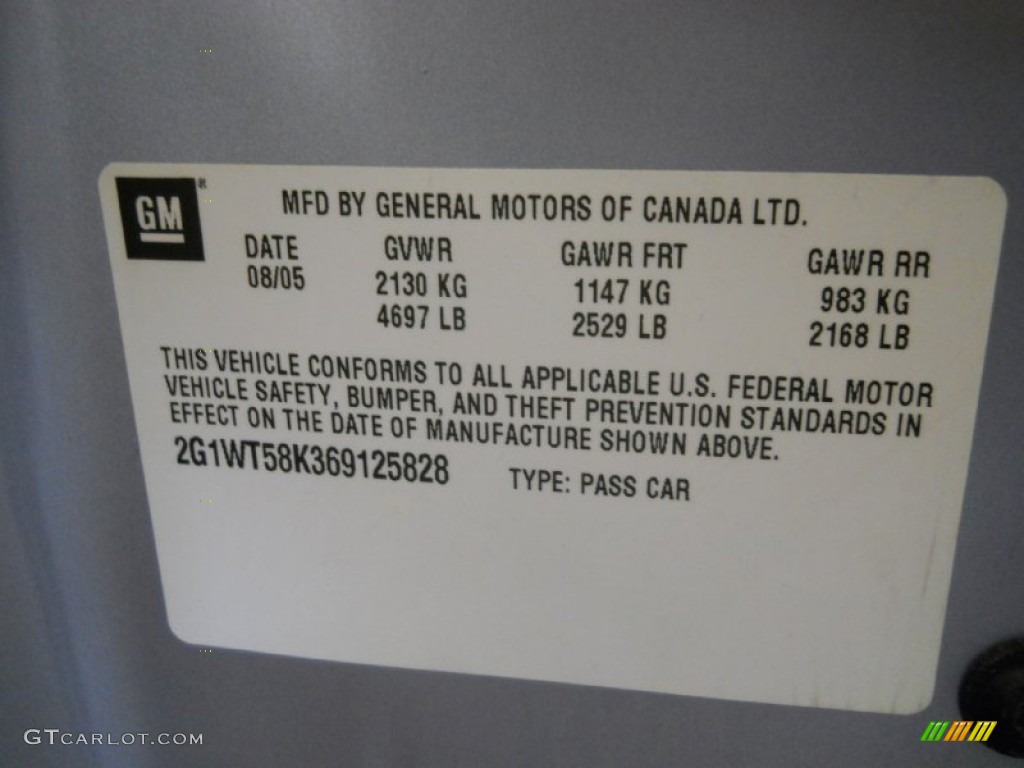 GM
MFD BY GENERAL MOTORS OF CANADA LTD.
DATE GVWR GAWR FRT GAWR RR
08/05 2130 KG 1147 KG 983 KG
4697 LB 2529 LB 2168 LB
THIS VEHICLE CONFORMS TO ALL APPLICABLE U.S. FEDERAL MOTOR
VEHICLE SAFETY, BUMPER, AND THEFT PREVENTION STANDARDS IN
EFFECT ON THE DATE OF MANUFACTURE SHOWN ABOVE.
2G1WT58K369125828 TYPE: PASS CAR
GTCARLOT.COM